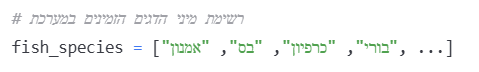 # רשימת מיני הדגים הזמינים במערכת
fish_species = ["בורי", "כרפיון", "בס", "אמנון", ...]